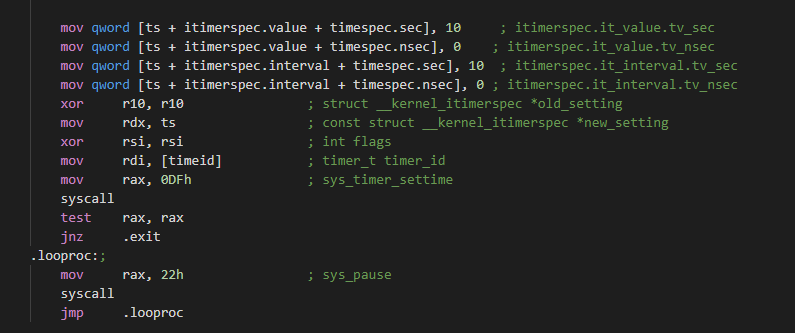 mov qword [ts + itimerspec.value + timespec.sec], 10 ; itimerspec.it_value.tv_sec
mov qword [ts + itimerspec.value + timespec.nsec], 0 ; itimerspec.it_value.tv_nsec
mov qword [ts + itimerspec.interval + timespec.sec], 10 ; itimerspec.it_interval.tv_sec
mov qword [ts + itimerspec.interval + timespec.nsec], 0 ; itimerspec.it_interval.tv_nsec
xor r10, r10 ; struct __kernel_itimerspec *old_setting
mov rdx, ts ; const struct __kernel_itimerspec *new_setting
xor rsi, rsi ; int flags
mov rdi, [timeid] ; timer_t timer_id
mov rax, 0DFh ; sys_timer_settime
syscall
test rax, rax
jnz .exit
.looproc:;
mov rax, 22h ; sys_pause
syscall
jmp .looproc